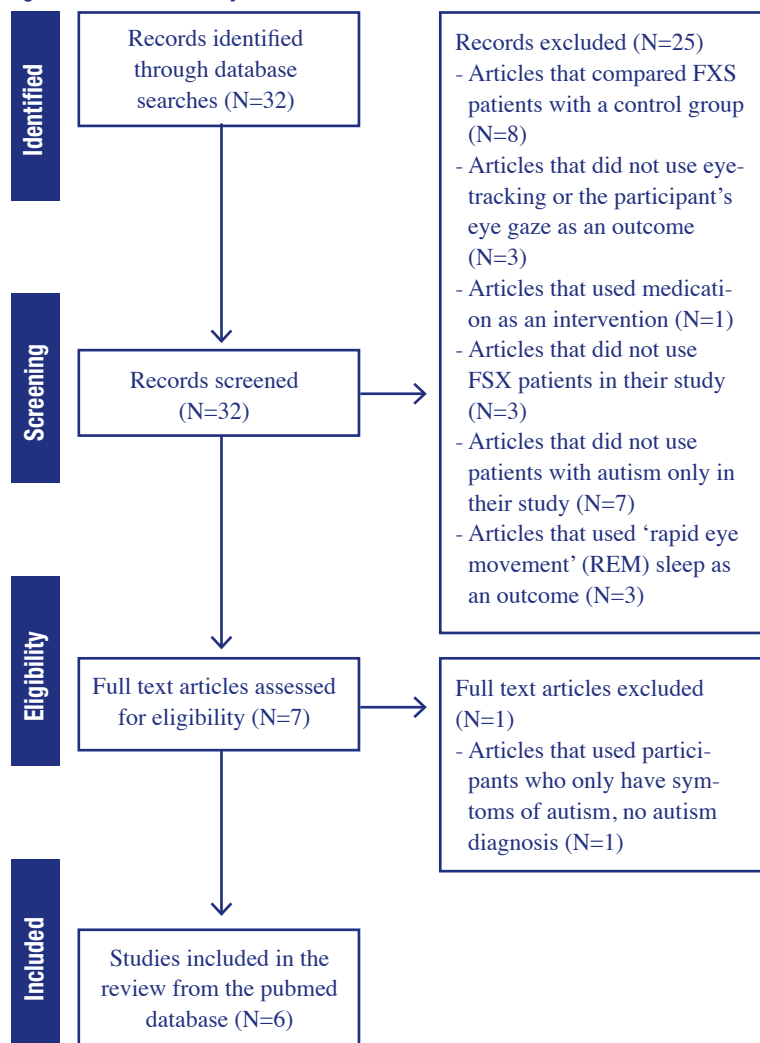 Identified
Records identified
through database
searches (N=32)
Records excluded (N=25)
- Articles that compared FXS
patients with a control group
(N=8)
- Articles that did not use eye-
tracking or the participant's
eye gaze as an outcome
(N=3)
- Articles that used medicati-
on as an intervention (N=1)
- Articles that did not use
FSX patients in their study
(N=3)
- Articles that did not use
patients with autism only in
their study (N=7)
- Articles that used ‘rapid eye
movement’ (REM) sleep as
an outcome (N=3)
Screening
Records screened
(N=32)
Eligibility
Full text articles assessed
for eligibility (N=7)
Full text articles excluded
(N=1)
- Articles that used partici-
pants who only have sym-
toms of autism, no autism
diagnosis (N=1)
Included
Studies included in the
review from the pubmed
database (N=6)